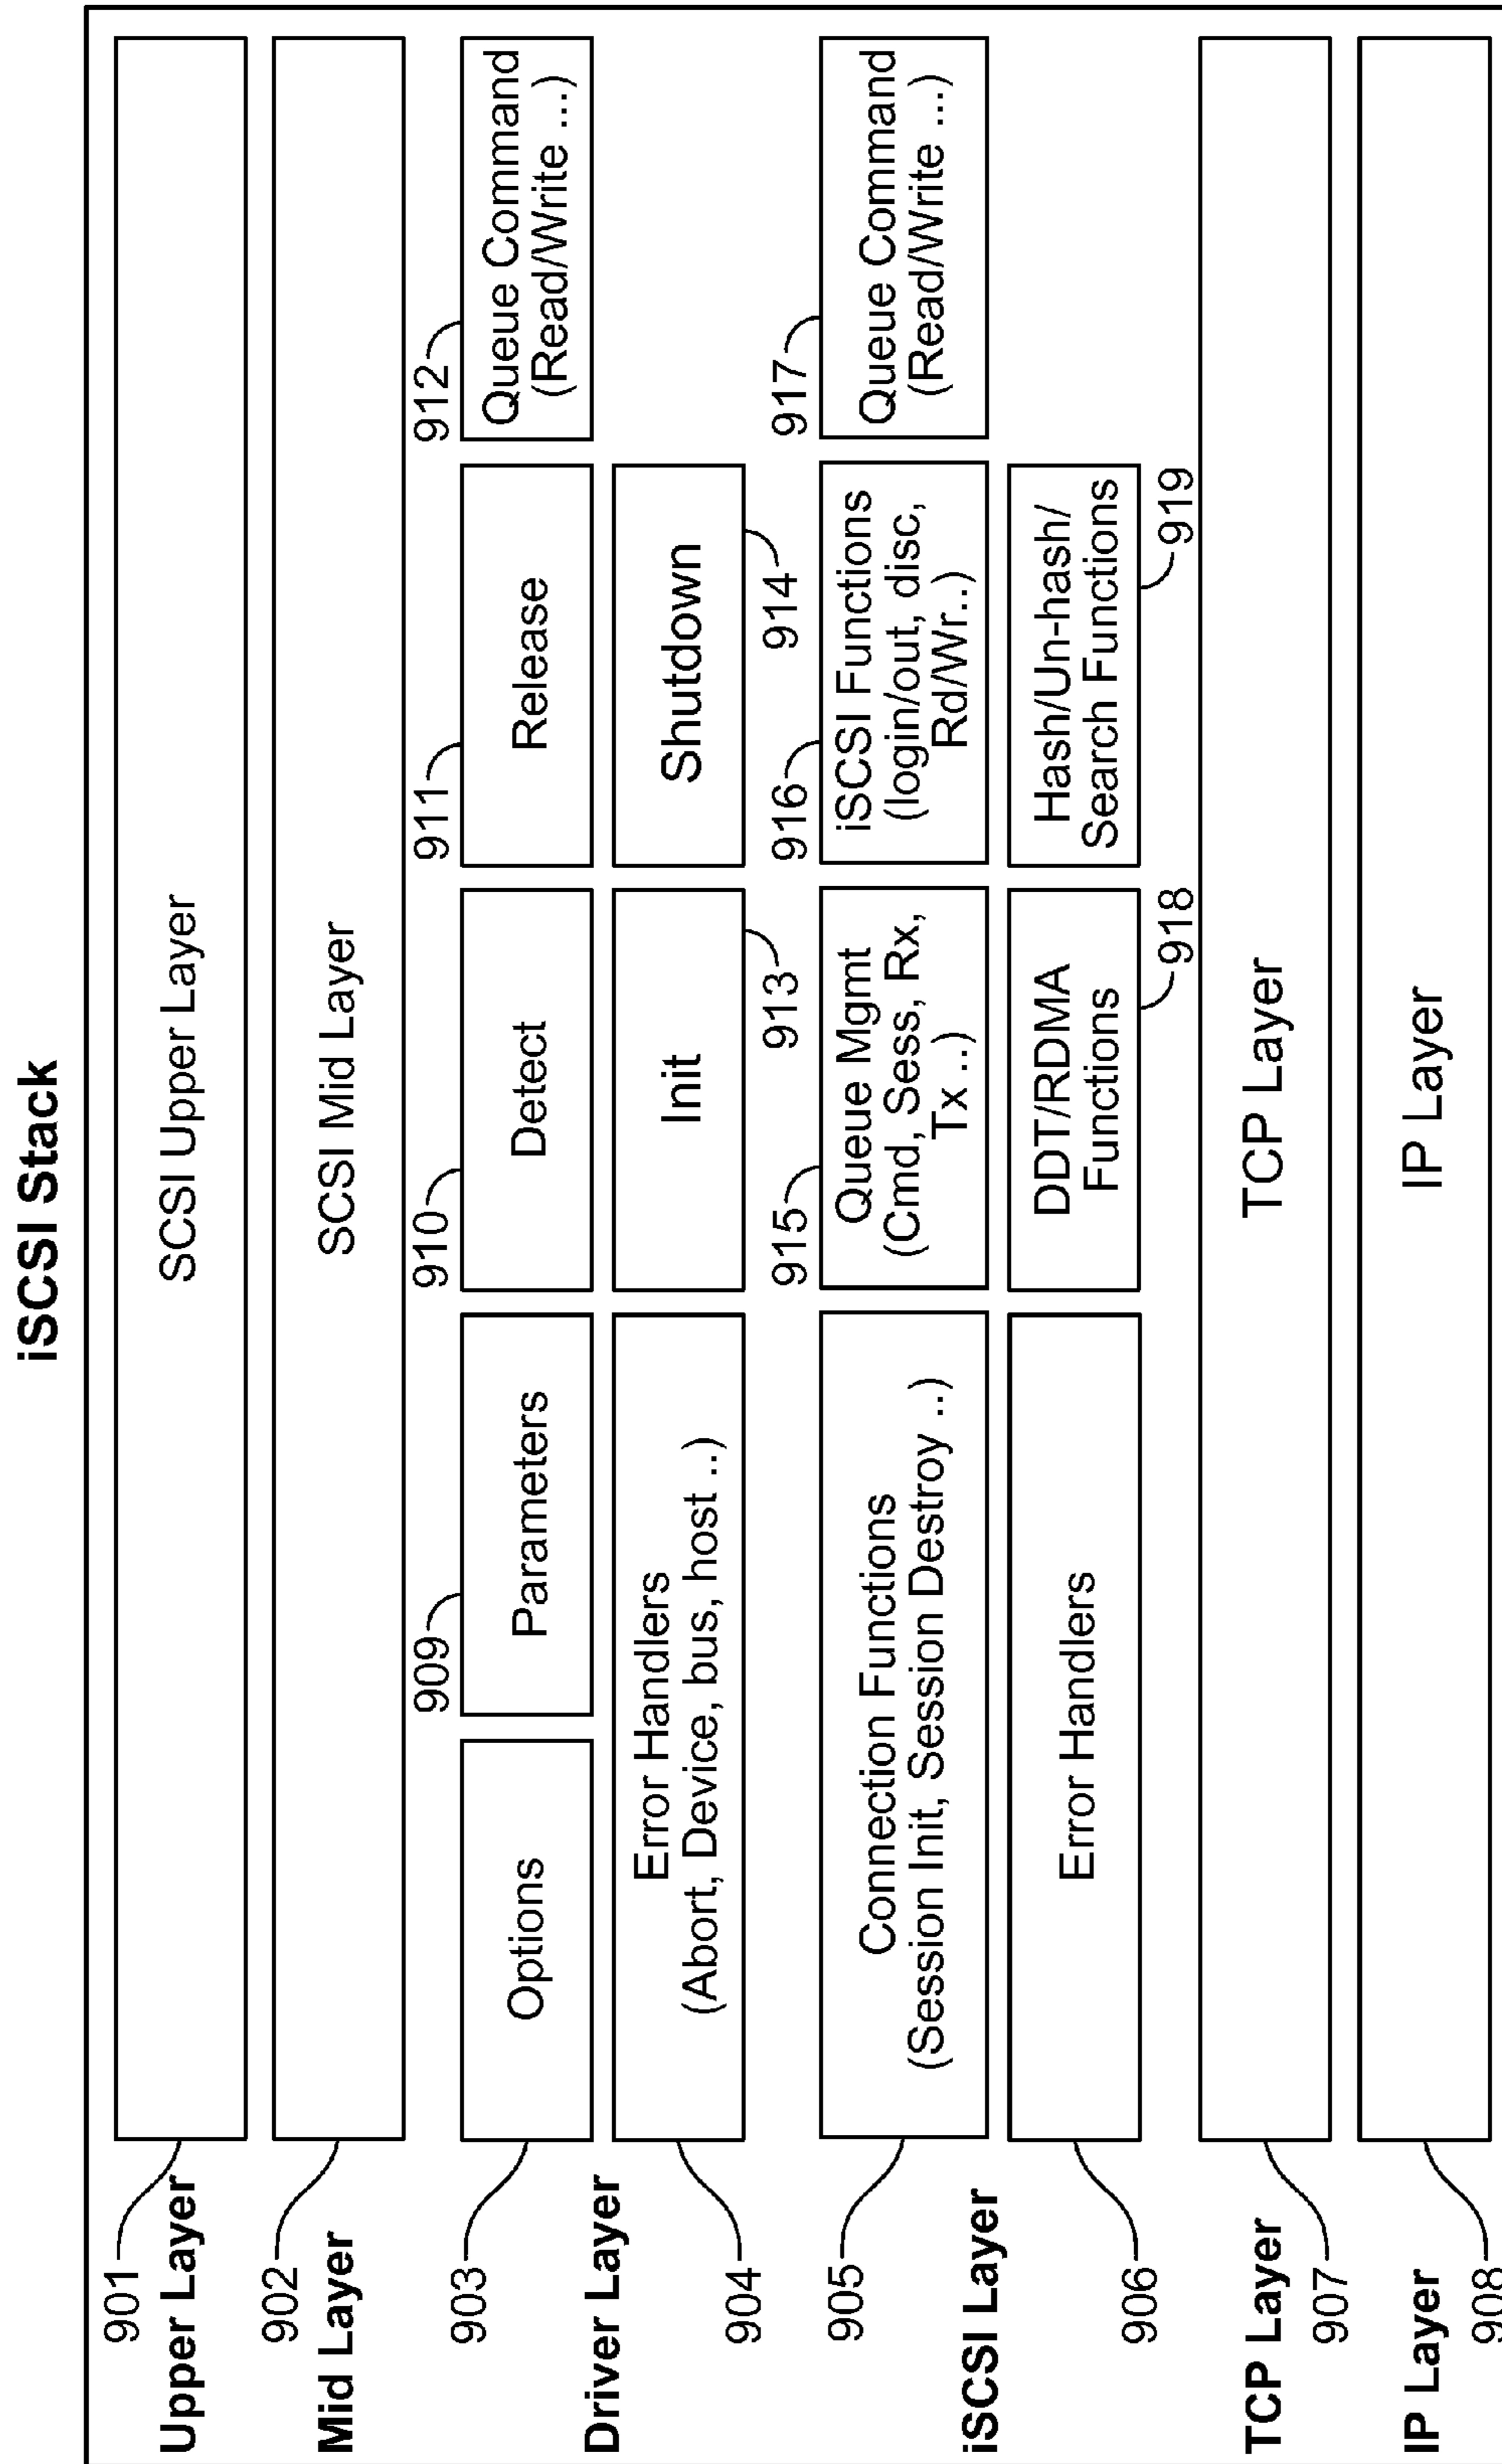 iSCSI Stack
901
Upper Layer
SCSI Upper Layer
902
Mid Layer
SCSI Mid Layer
Driver Layer
903
Options
909
Parameters
910
Detect
911
Release
912
Queue Command
(Read/Write ...)
904
Error Handlers
(Abort, Device, bus, host ..)
Init
913
Shutdown
914
iSCSI Layer
905
Connection Functions
(Session Init, Session Destroy ..)
915
Queue Mgmt
(Cmd, Sess, Rx,
Tx ..)
916
iSCSI Functions
(login/out, disc,
Rd/Wr..)
917
Queue Command
(Read/Write ...)
906
Error Handlers
DDT/RDMA
Functions
918
Hash/Un-hash/
Search Functions
919
TCP Layer
907
TCP Layer
IP Layer
908
IP Layer